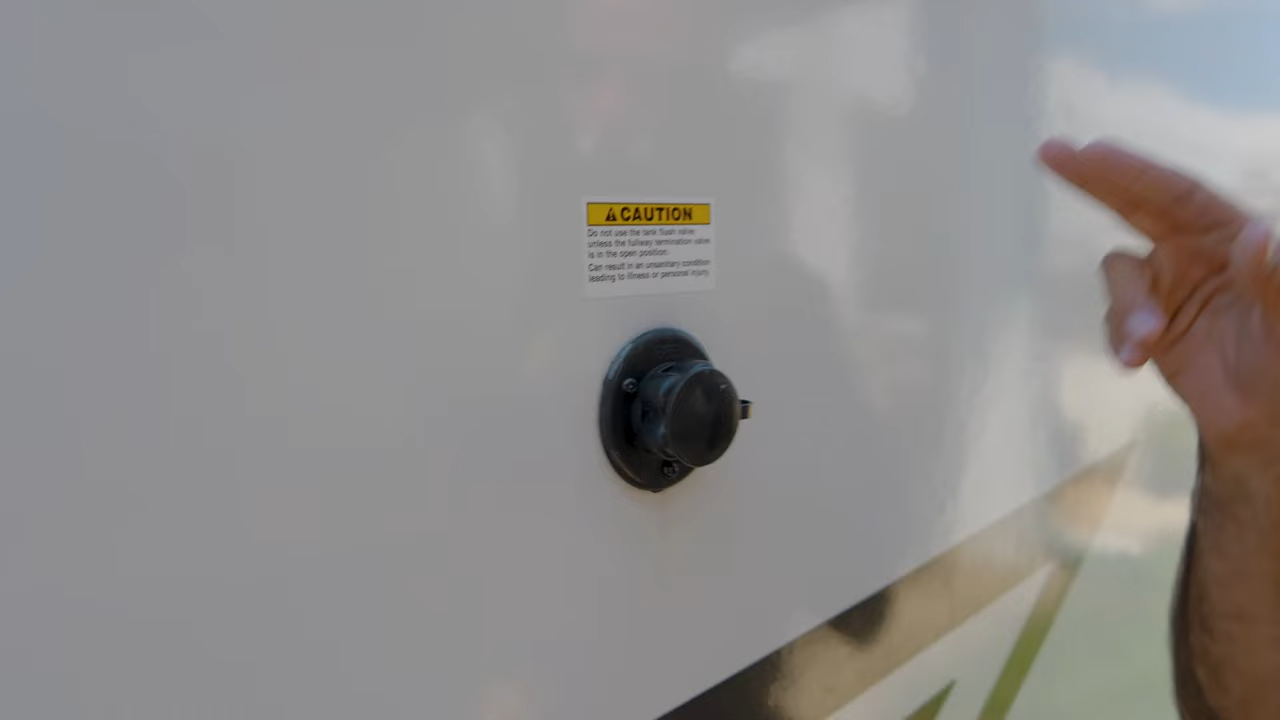 ⚠CAUTION
Do not use the tank flush valve
unless the fullway termination valve
is in the open position.
Can result in an unsanitary condition
leading to illness or personal injury.